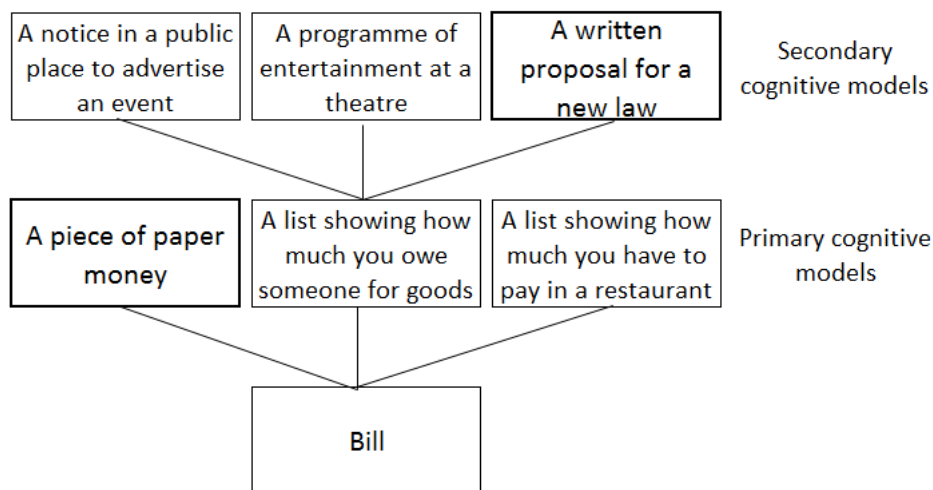 A notice in a public
place to advertise
an event
A programme of
entertainment at a
theatre
A written
proposal for a
new law
Secondary
cognitive models
A piece of paper
money
A list showing how
much you owe
someone for goods
A list showing how
much you have to
pay in a restaurant
Primary cognitive
models
Bill